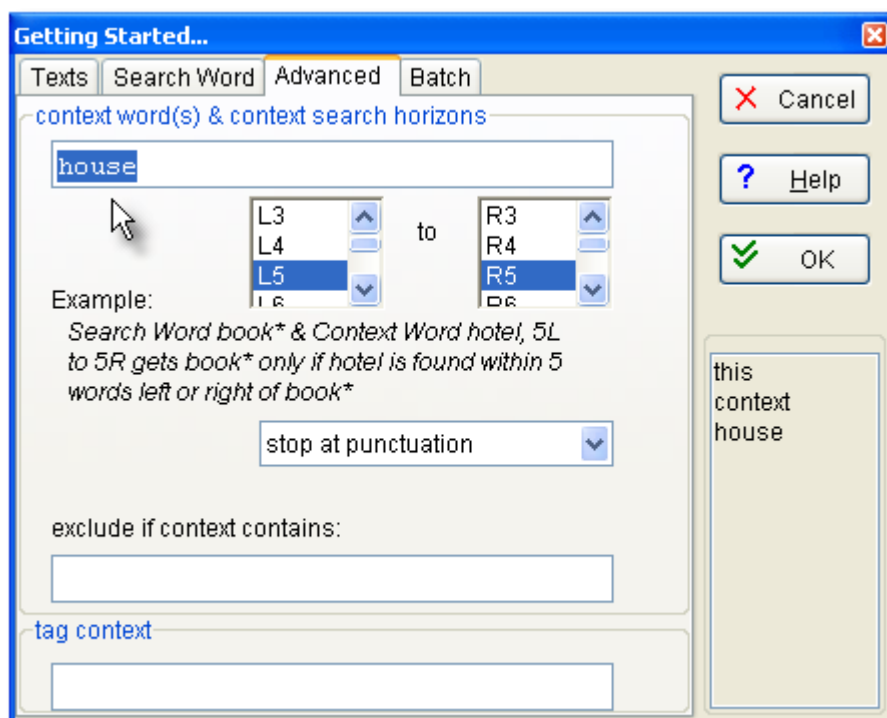 Getting Started...
Texts Search Word Advanced Batch
context word(s) & context search horizons
house
L3
L4
L5
L6
to
R3
R4
R5
R6
Example:
Search Word book* & Context Word hotel, 5L
to 5R gets book* only if hotel is found within 5
words left or right of book*
stop at punctuation
exclude if context contains:
tag context
Cancel
? Help
OK
this
context
house